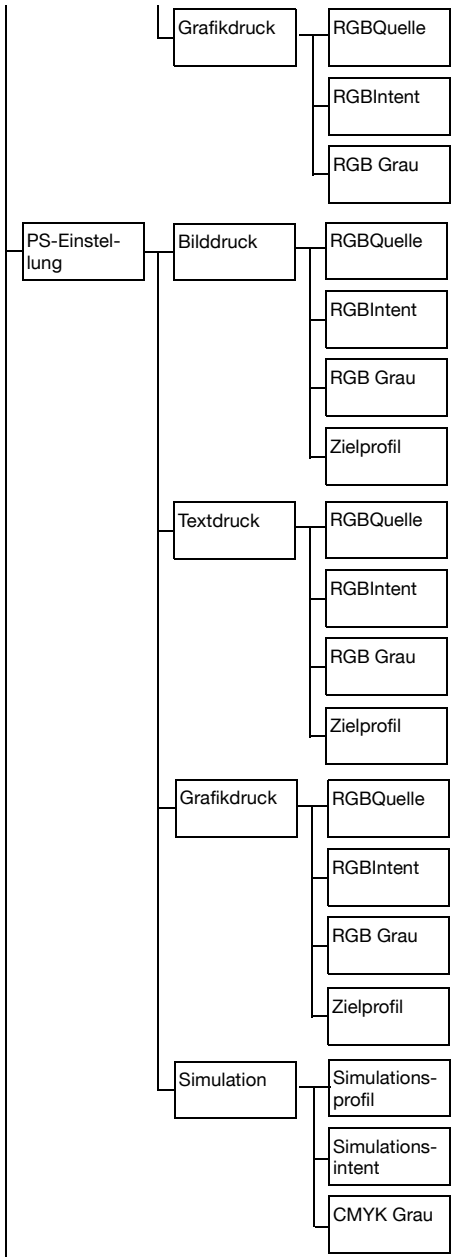 Grafikdruck
RGBQuelle
RGBIntent
RGB Grau
PS-Einstel-
lung
Bilddruck
RGBQuelle
RGBIntent
RGB Grau
Zielprofil
Textdruck
RGBQuelle
RGBIntent
RGB Grau
Zielprofil
Grafikdruck
RGBQuelle
RGBIntent
RGB Grau
Zielprofil
Simulation
Simulations-
profil
Simulations-
intent
CMYK Grau